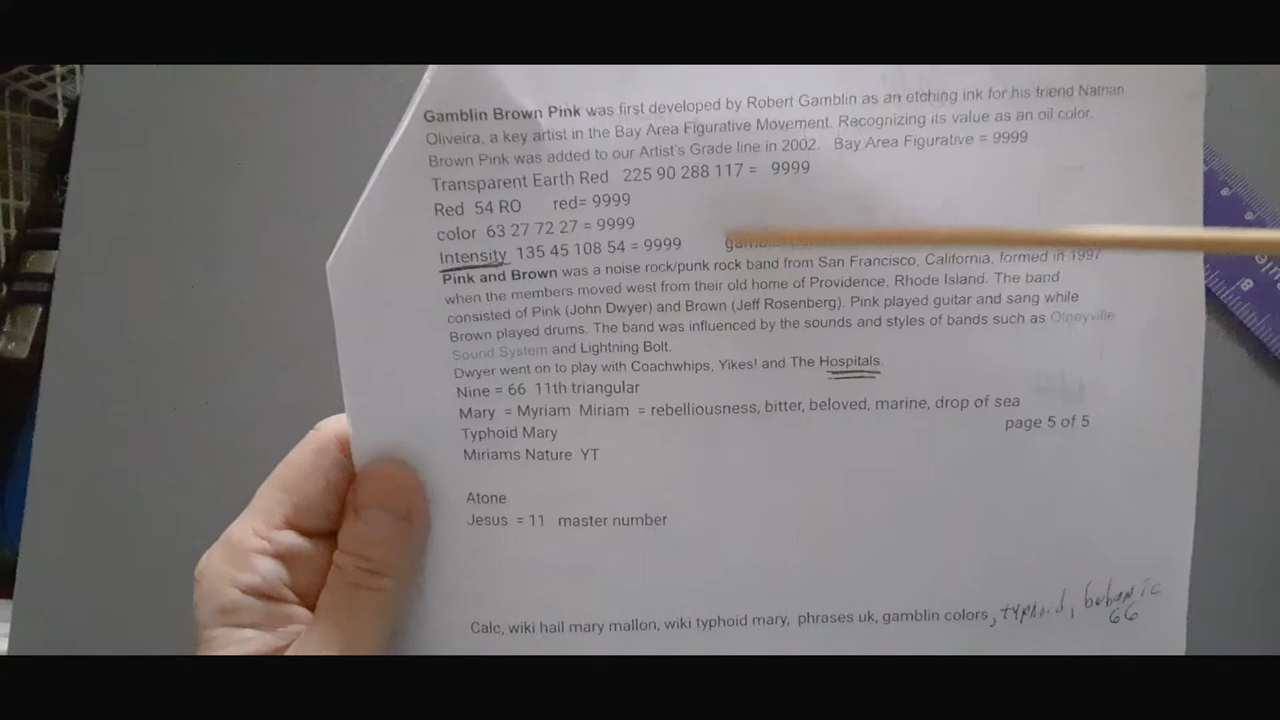 Gamblin Brown Pink was first developed by Robert Gamblin as an etching ink for his friend Nathan
Oliveira, a key artist in the Bay Area Figurative Movement. Recognizing its value as an oil color,
Brown Pink was added to our Artist's Grade line in 2002. Bay Area Figurative = 9999
Transparent Earth Red 225 90 288 117 = 9999
Red 54 RO red= 9999
color 63 27 72 27 = 9999
Intensity 135 45 108 54 = 9999
Pink and Brown was a noise rock/punk rock band from San Francisco, California, formed in 1997
when the members moved west from their old home of Providence, Rhode Island. The band
consisted of Pink (John Dwyer) and Brown (Jeff Rosenberg). Pink played guitar and sang while
Brown played drums. The band was influenced by the sounds and styles of bands such as Olneyville
Sound System and Lightning Bolt.
Dwyer went on to play with Coachwhips, Yikes! and The Hospitals.
Nine = 66 11th triangular
Mary = Myriam Miriam = rebelliousness, bitter, beloved, marine, drop of sea
page 5 of 5
Typhoid Mary
Miriams Nature YT
Atone
Jesus = 11 master number
Calc, wiki hail mary mallon, wiki typhoid mary, phrases uk, gamblin colors, typhoid, bubonic
66
8